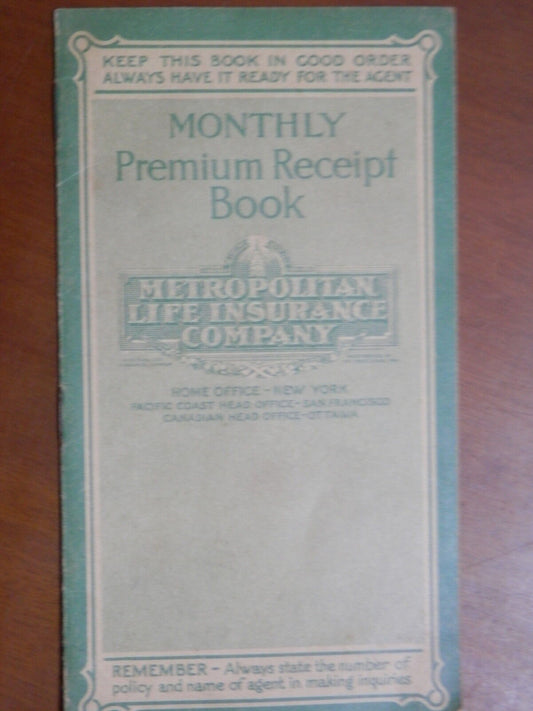 KEEP THIS BOOK IN GOOD ORDER
ALWAYS HAVE IT READY FOR THE AGENT
MONTHLY
Premium Receipt
Book
METROPOLITAN
LIFE INSURANCE
COMPANY
HOME OFFICE - NEW YORK
PACIFIC COAST HEAD OFFICE - SAN FRANCISCO
CANADIAN HEAD OFFICE - OTTAWA
REMEMBER - Always state the number of
policy and name of agent in making inquiries